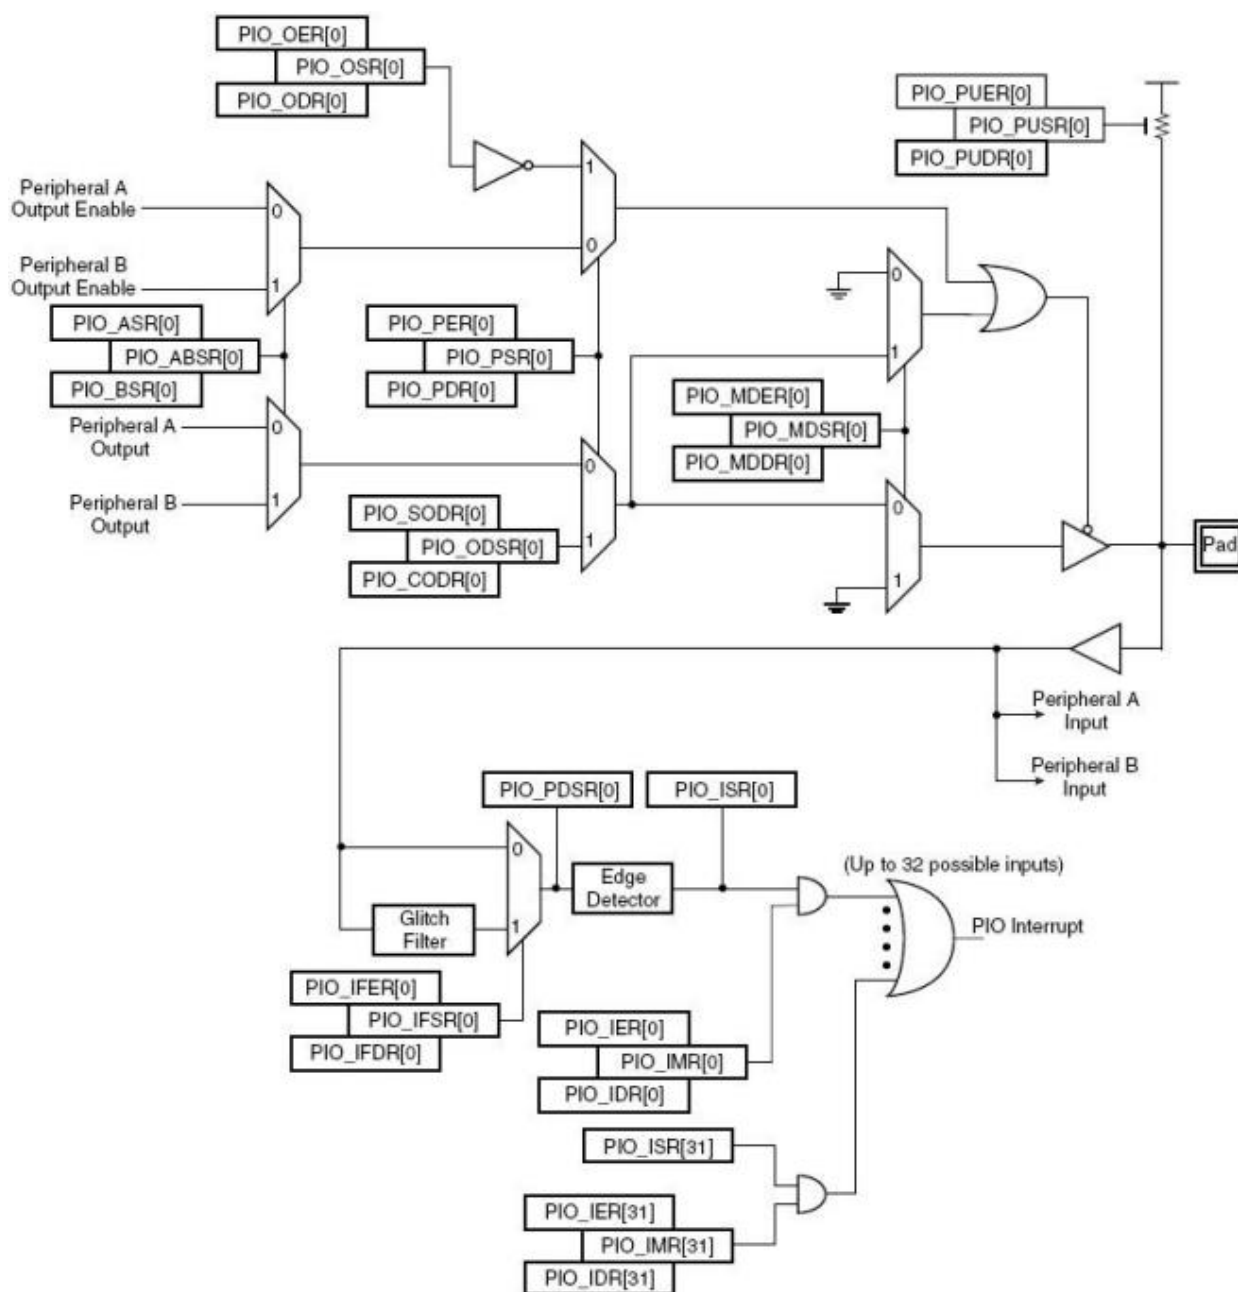 PIO_OER[0]
PIO_OSR[0]
PIO_ODR[0]
PIO_PUER[0]
PIO_PUSR[0]
PIO_PUDR[0]
1
0
Peripheral A
Output Enable
0
Peripheral B
Output Enable
1
0
1
PIO_ASR[0]
PIO_ABSR[0]
PIO_BSR[0]
PIO_PER[0]
PIO_PSR[0]
PIO_PDR[0]
PIO_MDER[0]
PIO_MDSR[0]
PIO_MDDR[0]
Peripheral A
Output
0
Peripheral B
Output
1
0
1
PIO_SODR[0]
PIO_ODSR[0]
PIO_CODR[0]
0
1
Pad
Peripheral A
Input
Peripheral B
Input
PIO_PDSR[0]
PIO_ISR[0]
0
1
Glitch
Filter
Edge
Detector
(Up to 32 possible inputs)
PIO Interrupt
PIO_IFER[0]
PIO_IFSR[0]
PIO_IFDR[0]
PIO_IER[0]
PIO_IMR[0]
PIO_IDR[0]
PIO_ISR[31]
PIO_IER[31]
PIO_IMR[31]
PIO_IDR[31]